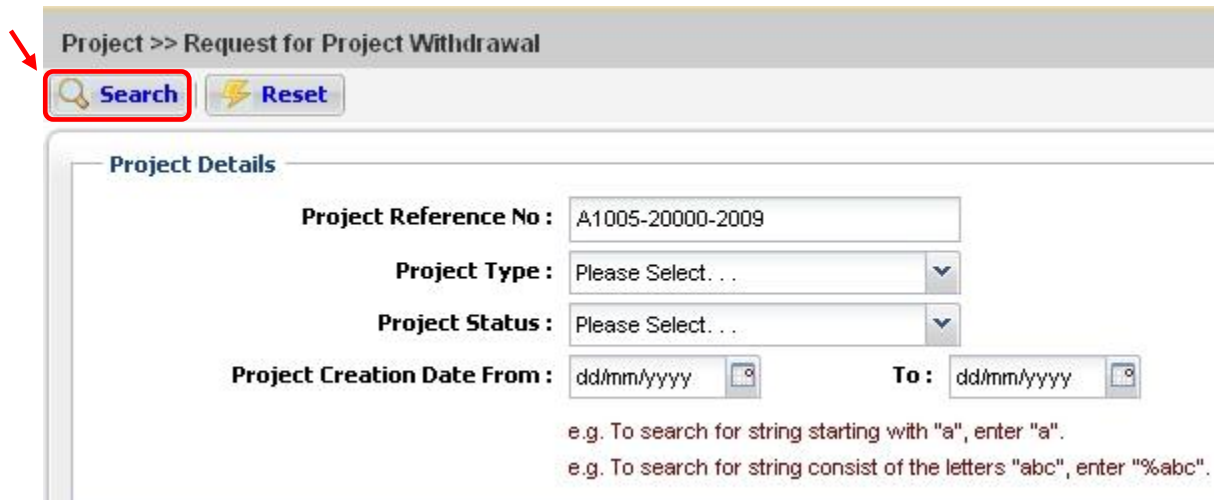 Project >> Request for Project Withdrawal
Search Reset
Project Details
Project Reference No : A1005-20000-2009
Project Type : Please Select. . .
Project Status : Please Select. . .
Project Creation Date From : dd/mm/yyyy To : dd/mm/yyyy
e.g. To search for string starting with "a", enter "a".
e.g. To search for string consist of the letters "abc", enter "%abc".